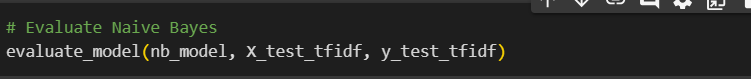 # Evaluate Naive Bayes
evaluate_model(nb_model, X_test_tfidf, y_test_tfidf)